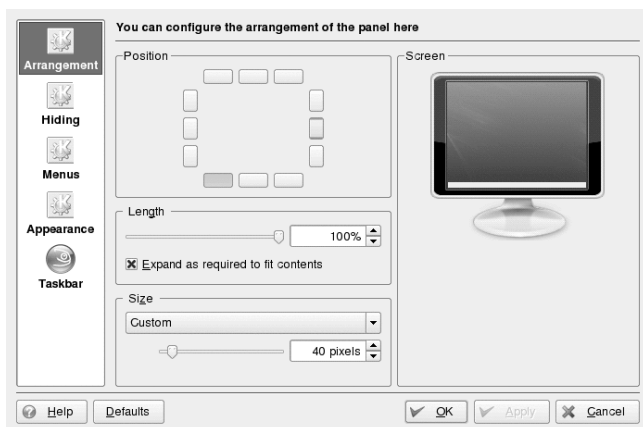 You can configure the arrangement of the panel here
Arrangement
Hiding
Menus
Appearance
Taskbar
Position
Length
100%
Expand as required to fit contents
Size
Custom
40 pixels
Screen
Help
Defaults
OK
Apply
Cancel